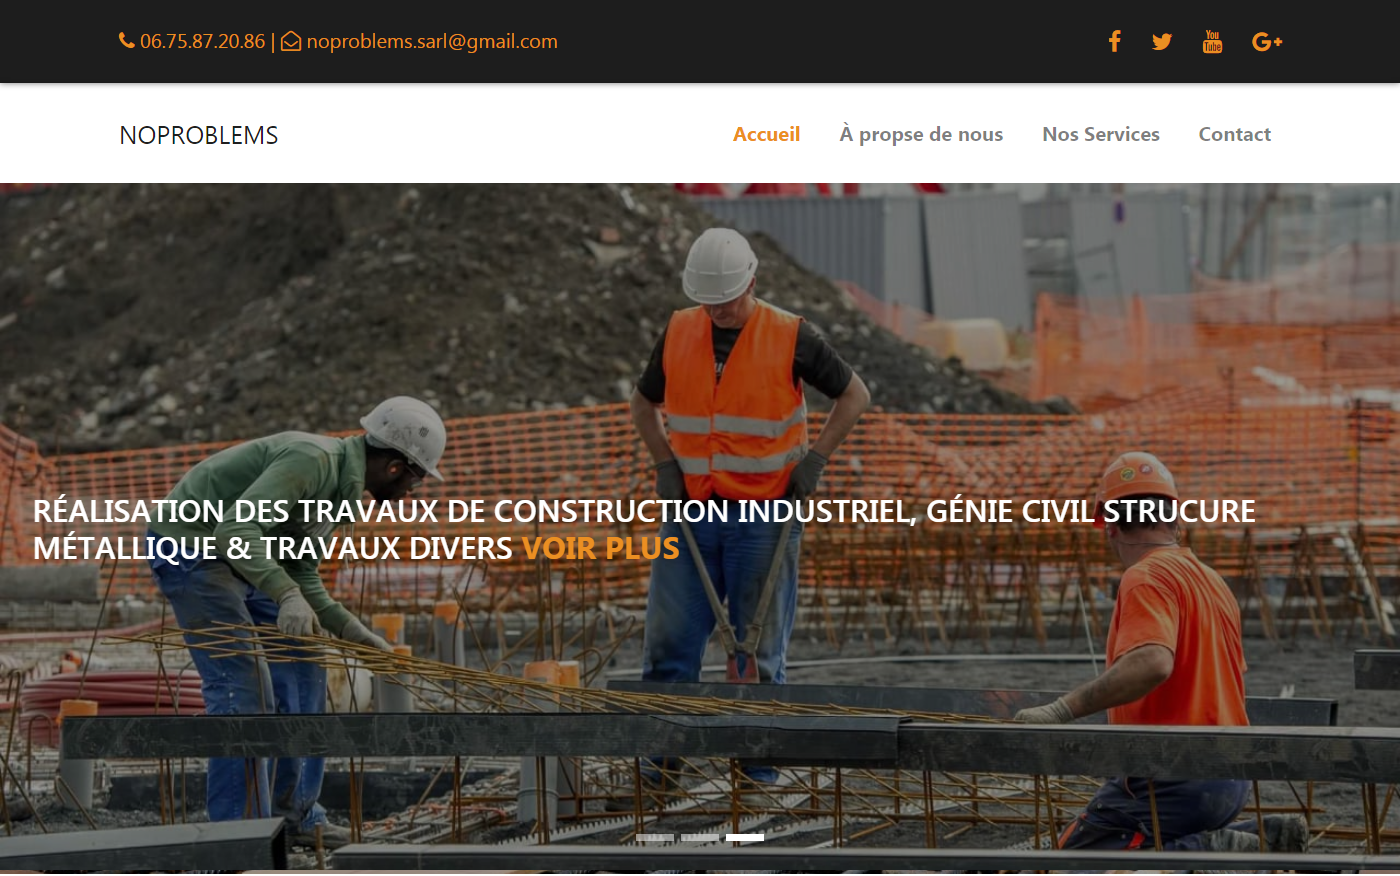 06.75.87.20.86 | noproblems.sarl@gmail.com
You
Tube
G+
NOPROBLEMS
Accueil À propse de nous Nos Services Contact
RÉALISATION DES TRAVAUX DE CONSTRUCTION INDUSTRIEL, GÉNIE CIVIL STRUCURE
MÉTALLIQUE & TRAVAUX DIVERS VOIR PLUS